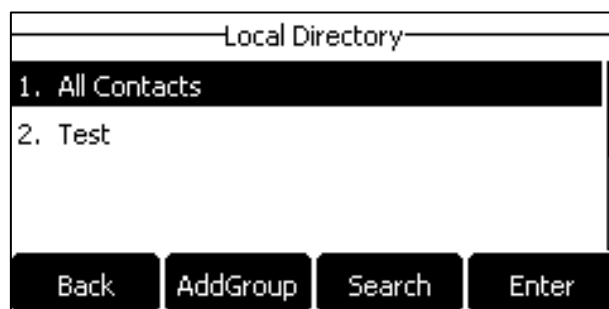 Local Directory
1. All Contacts
2. Test
Back AddGroup Search Enter